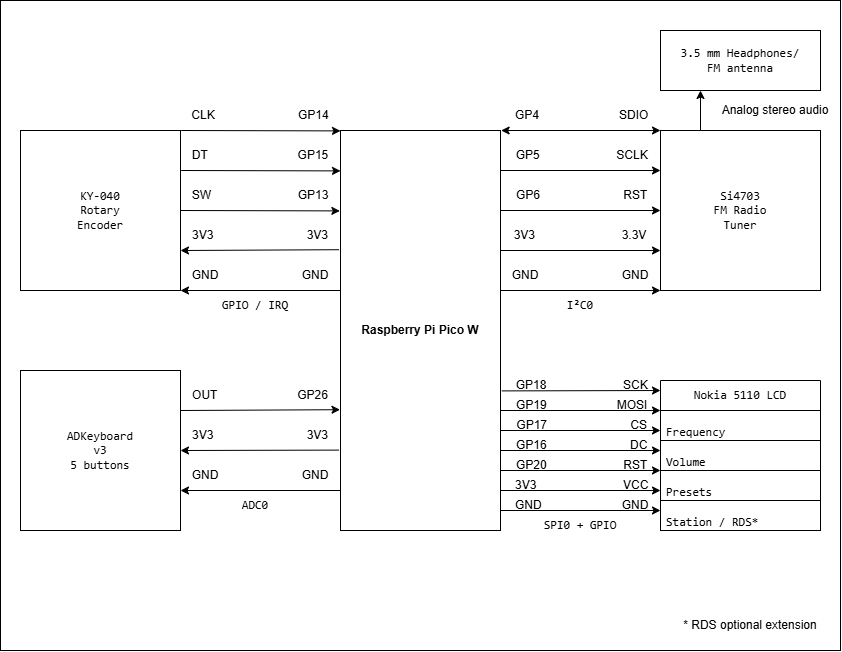 3.5 mm Headphones/
FM antenna
Analog stereo audio
CLK GP14
DT GP15
SW GP13
3V3 3V3
GND GND
GPIO / IRQ
KY-040
Rotary
Encoder
GP4 SDIO
GP5 SCLK
GP6 RST
3V3 3.3V
GND GND
I²C0
Si4703
FM Radio
Tuner
Raspberry Pi Pico W
ADKeyboard
v3
5 buttons
OUT GP26
3V3 3V3
GND GND
ADC0
GP18 SCK
GP19 MOSI
GP17 CS
GP16 DC
GP20 RST
3V3 VCC
GND GND
SPI0 + GPIO
Nokia 5110 LCD
Frequency
Volume
Presets
Station / RDS*
* RDS optional extension